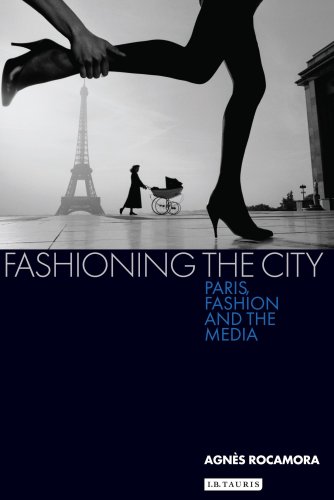 FASHIONING THE CITY
PARIS,
FASHION
AND THE
MEDIA
AGNÈS ROCAMORA
I.B.TAURIS